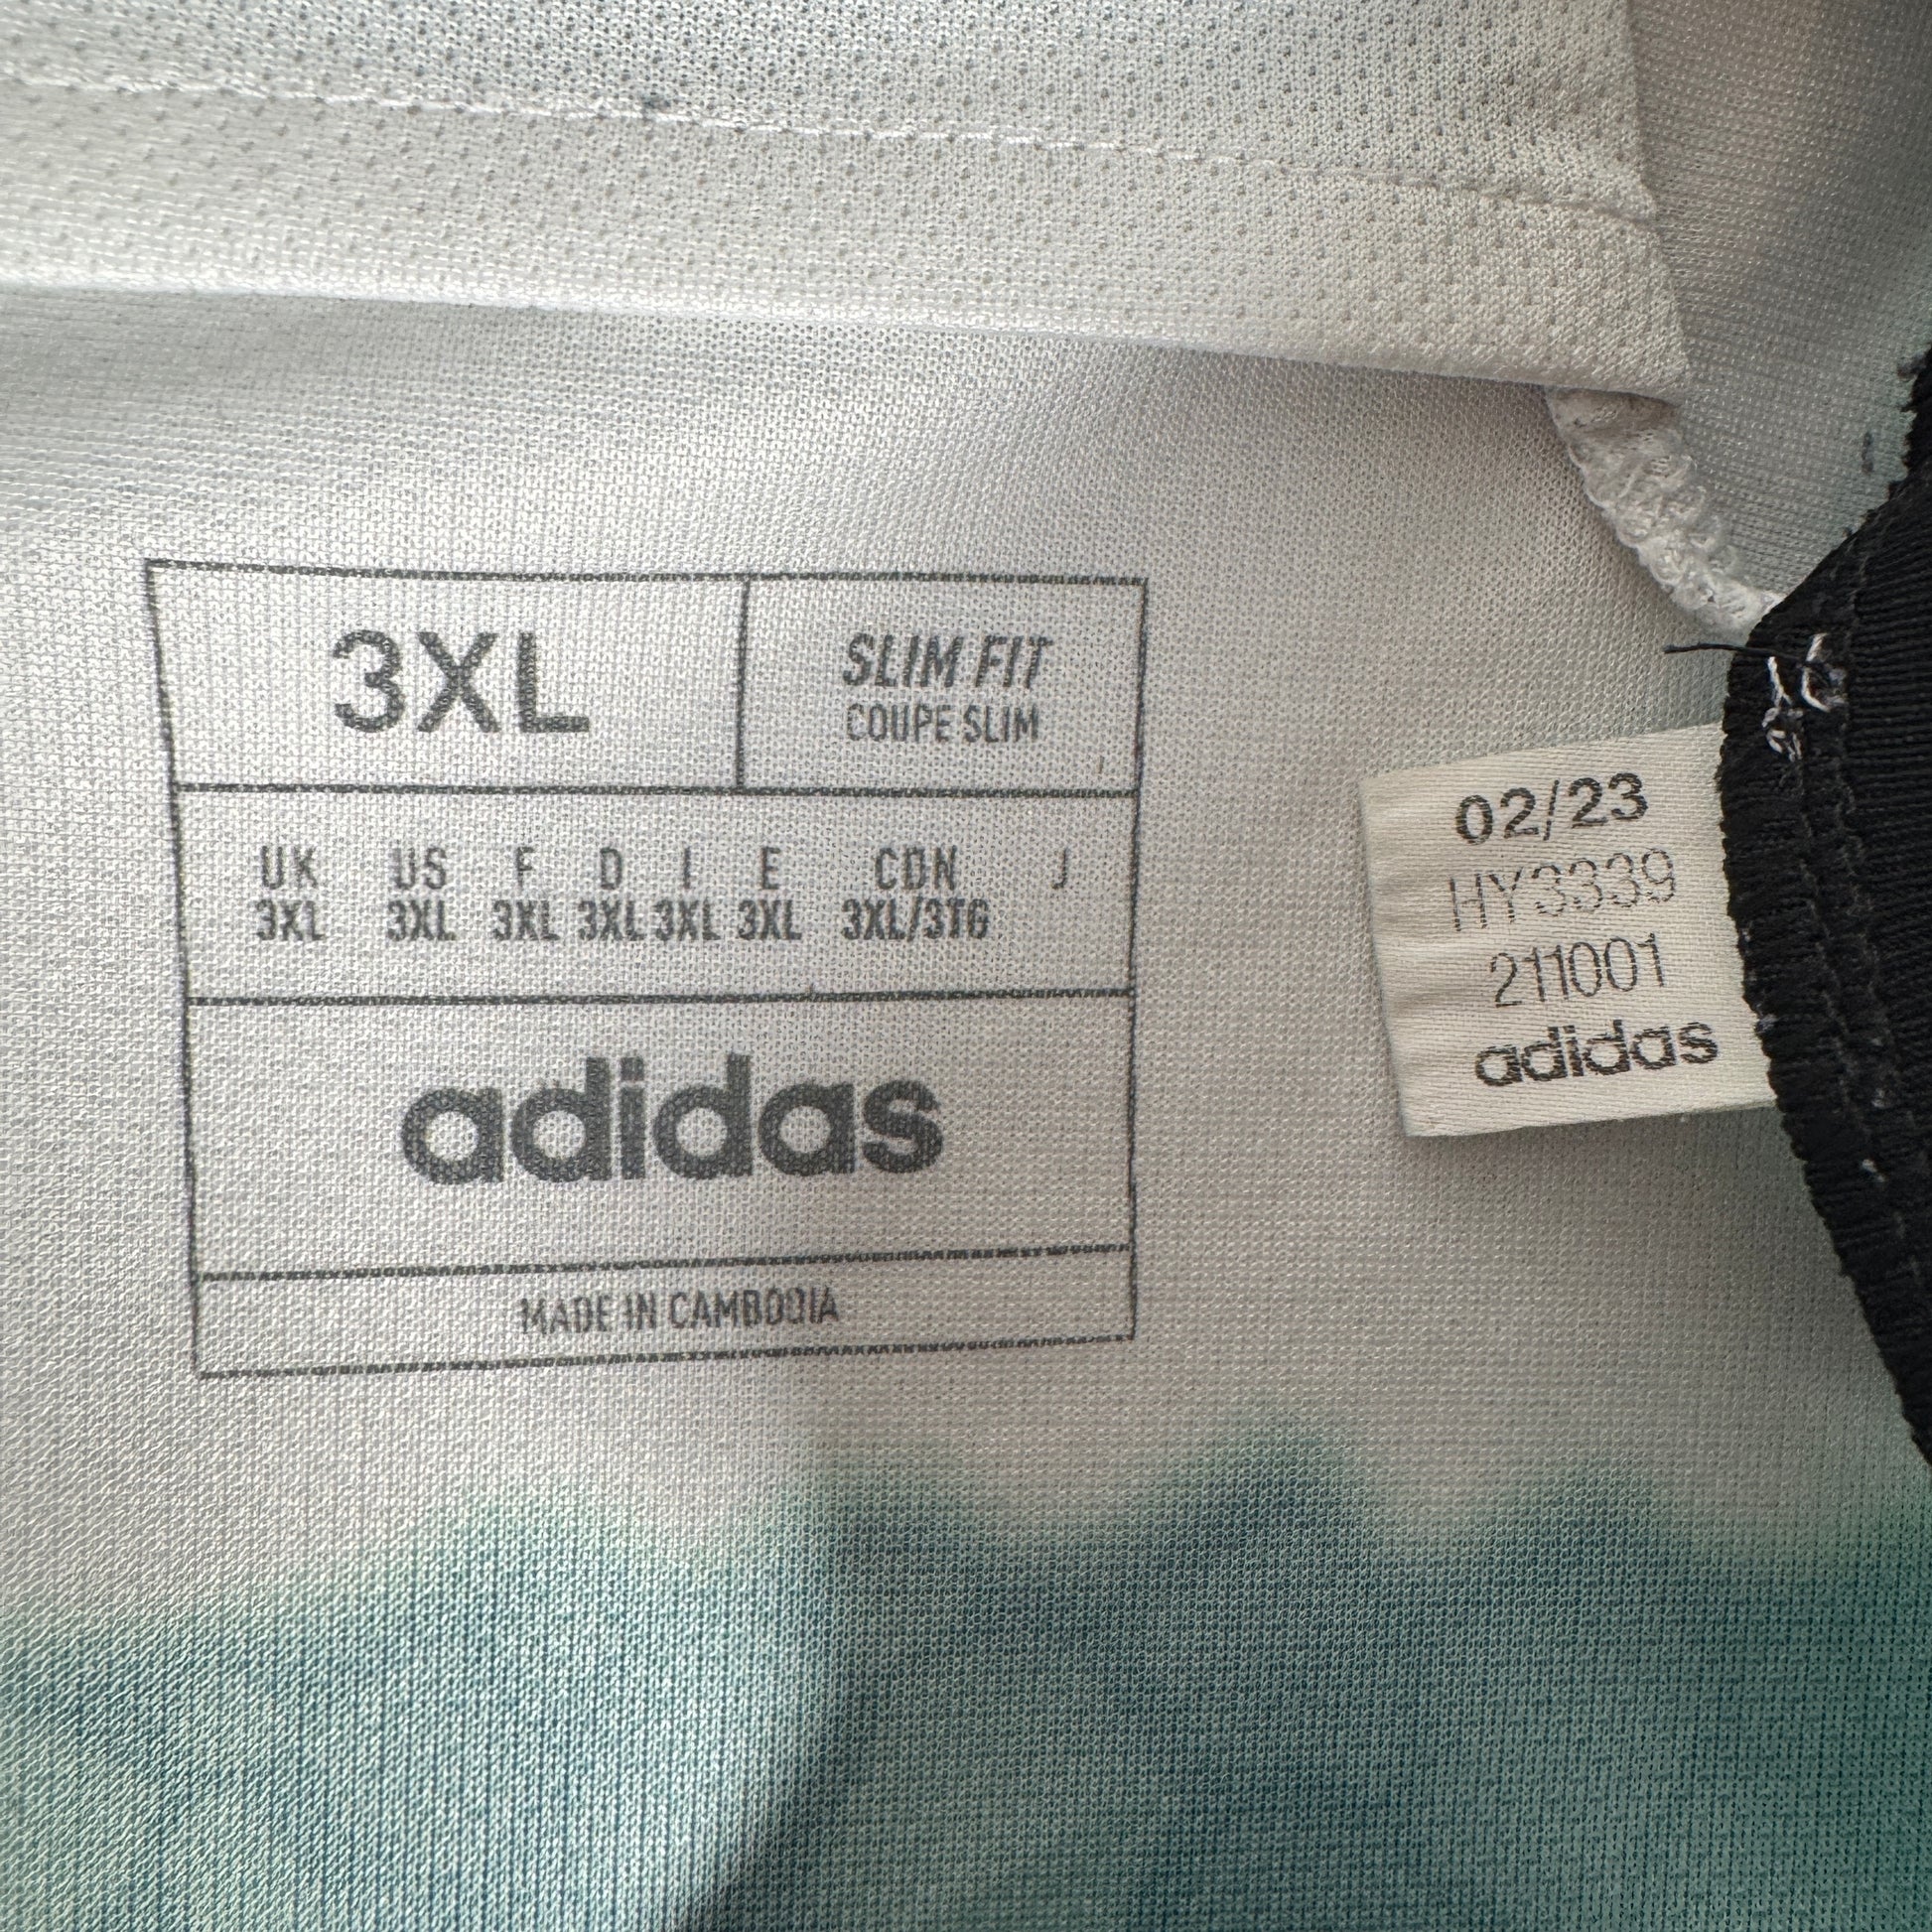 3XL
SLIM FIT
COUPE SLIM
UK US F D I E CDN J
3XL 3XL 3XL 3XL 3XL 3XL 3XL/3TG
adidas
MADE IN CAMBODIA
02/23
HY3339
211001
adidas